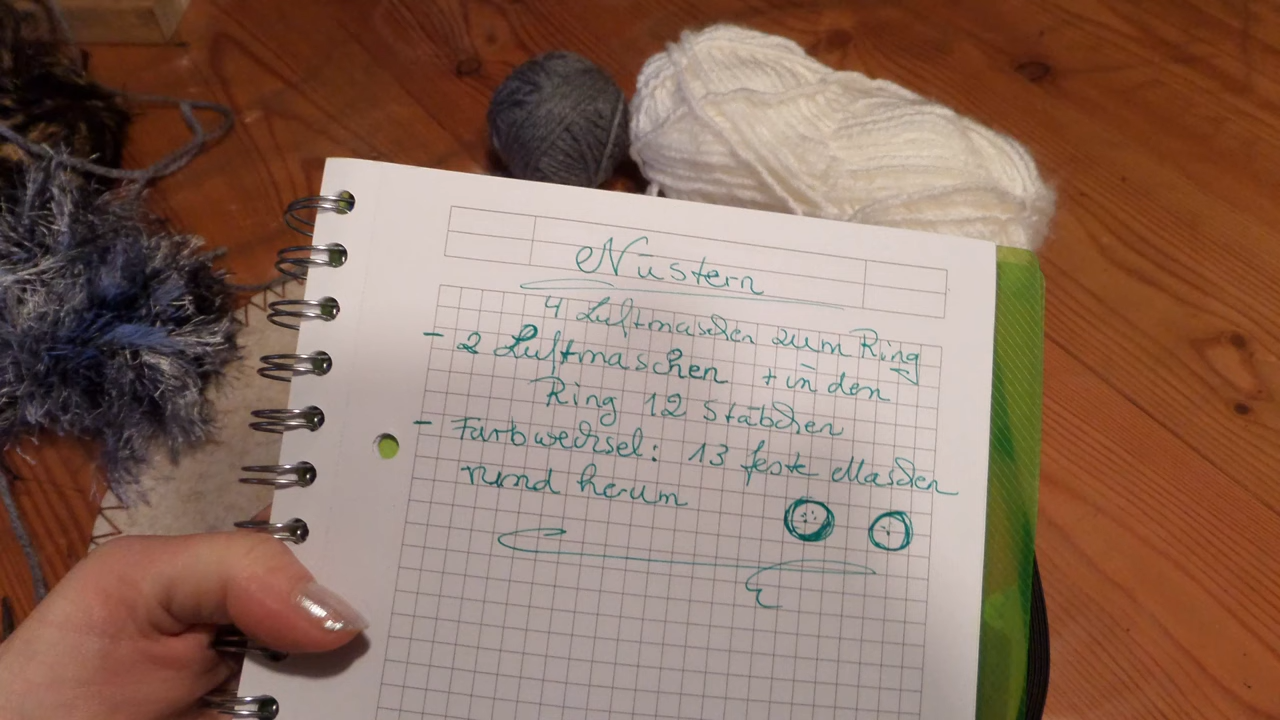 Nüstern
4 Luftmaschen zum Ring
- 2 Luftmaschen + in den
Ring 12 Stäbchen
- Farbwechsel: 13 feste Maschen
rund herum